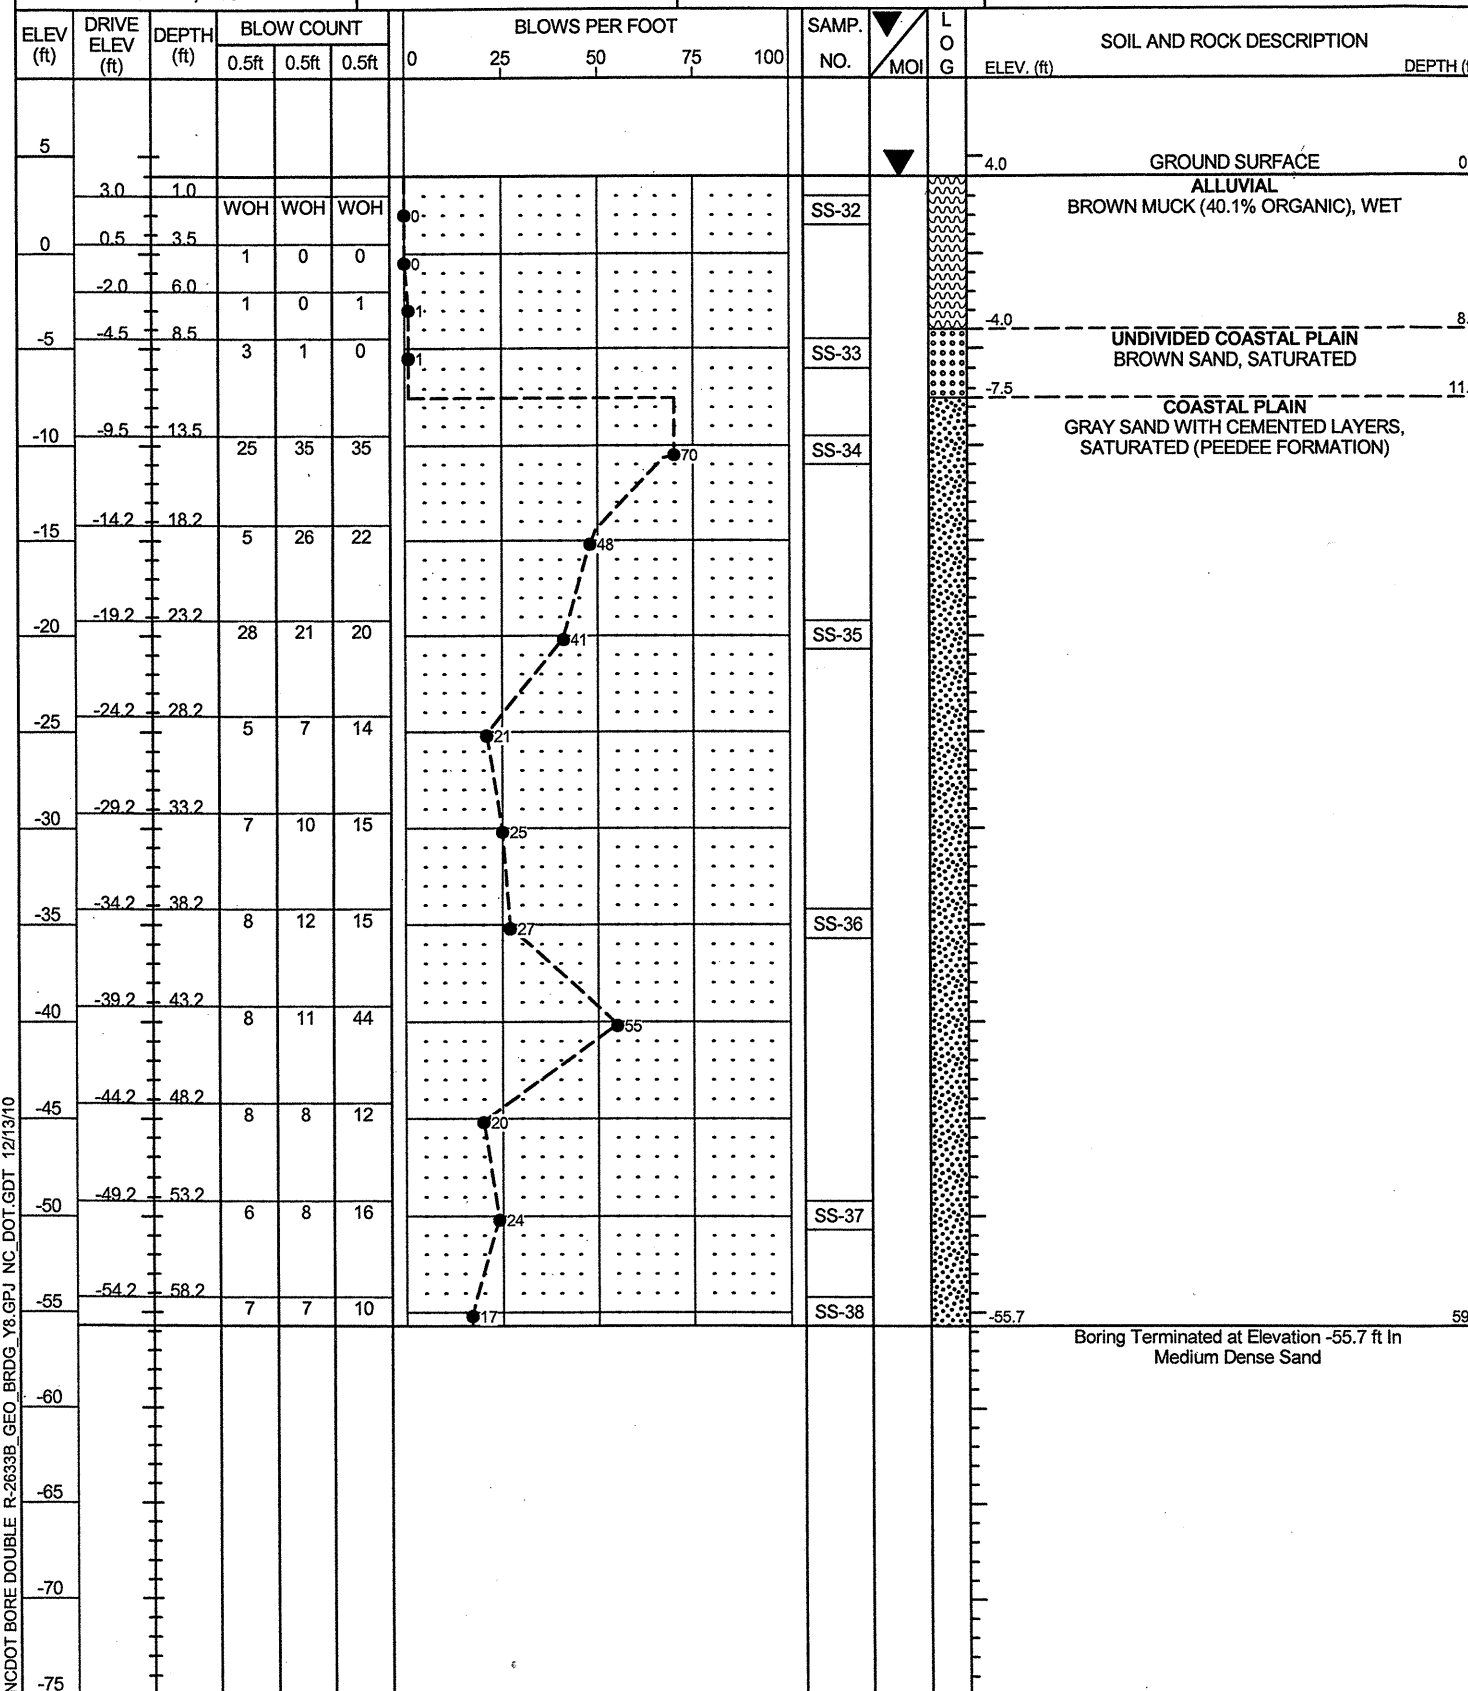 ELEV (ft) DRIVE ELEV (ft) DEPTH (ft) BLOW COUNT BLOWS PER FOOT SAMP. NO. MOI LOG SOIL AND ROCK DESCRIPTION
0.5ft 0.5ft 0.5ft 0 25 50 75 100 ELEV. (ft) DEPTH
5 4.0 GROUND SURFACE 0
ALLUVIAL
3.0 1.0 WOH WOH WOH 0 SS-32 BROWN MUCK (40.1% ORGANIC), WET
0 0.5 3.5 1 0 0 0
-2.0 6.0 1 0 1 1
-4.0 8.
-5 -4.5 8.5 3 1 0 1 SS-33 UNDIVIDED COASTAL PLAIN
BROWN SAND, SATURATED
-7.5 11.
COASTAL PLAIN
GRAY SAND WITH CEMENTED LAYERS,
SATURATED (PEEDEE FORMATION)
-10 -9.5 13.5 25 35 35 70 SS-34
-15 -14.2 18.2 5 26 22 48
-20 -19.2 23.2 28 21 20 41 SS-35
-25 -24.2 28.2 5 7 14 21
-30 -29.2 33.2 7 10 15 25
-35 -34.2 38.2 8 12 15 27 SS-36
-40 -39.2 43.2 8 11 44 55
-45 -44.2 48.2 8 8 12 20
-50 -49.2 53.2 6 8 16 24 SS-37
-55 -54.2 58.2 7 7 10 17 SS-38 -55.7 59
Boring Terminated at Elevation -55.7 ft In
Medium Dense Sand
-60
-65
-70
-75
NCDOT BORE DOUBLE R-2633B_GEO_BRDG_Y8.GPJ NC_DOT.GDT 12/13/10